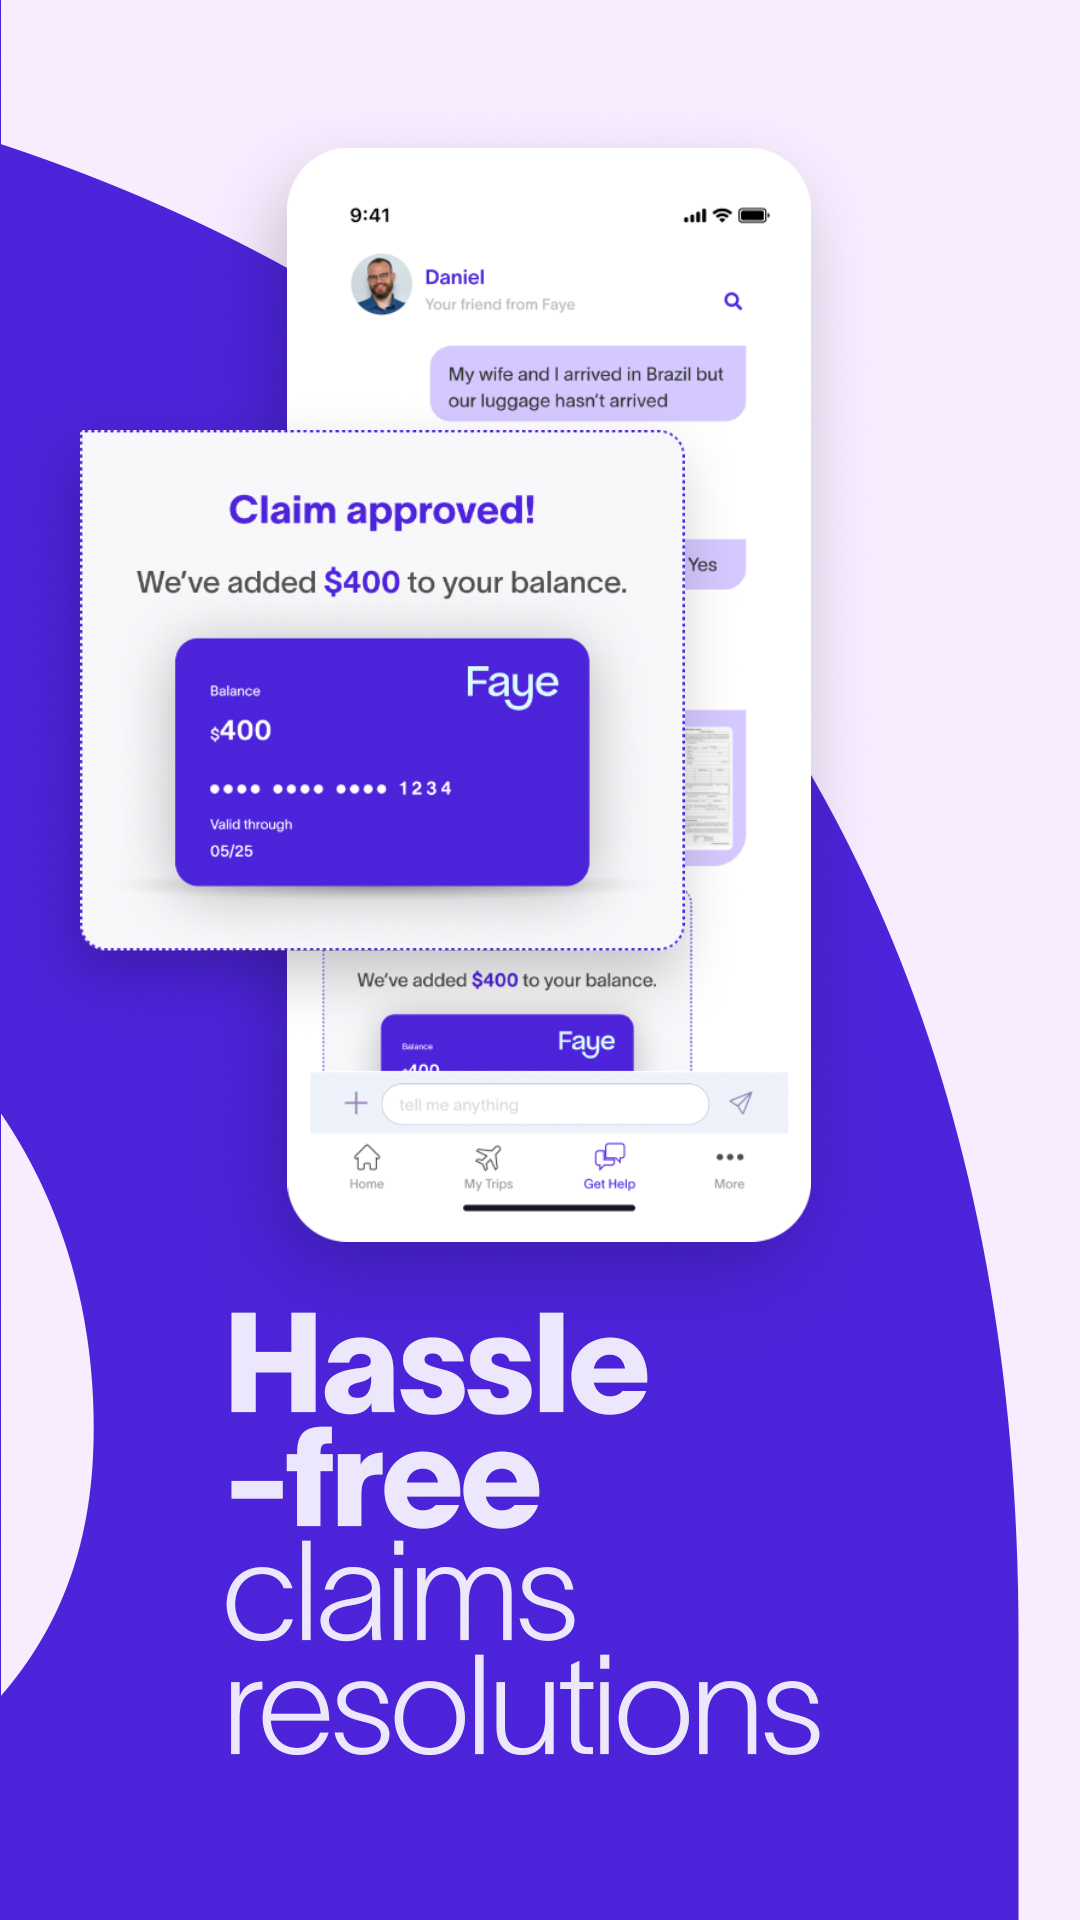 9:41
Daniel
Your friend from Faye
My wife and I arrived in Brazil but
our luggage hasn't arrived
Claim approved!
We've added $400 to your balance.
Yes
Faye
Balance
$400
•••• •••• •••• 1234
Valid through
05/25
We've added $400 to your balance.
Faye
Balance
$400
tell me anything
Home
My Trips
Get Help
More
Hassle
-free
claims
resolutions